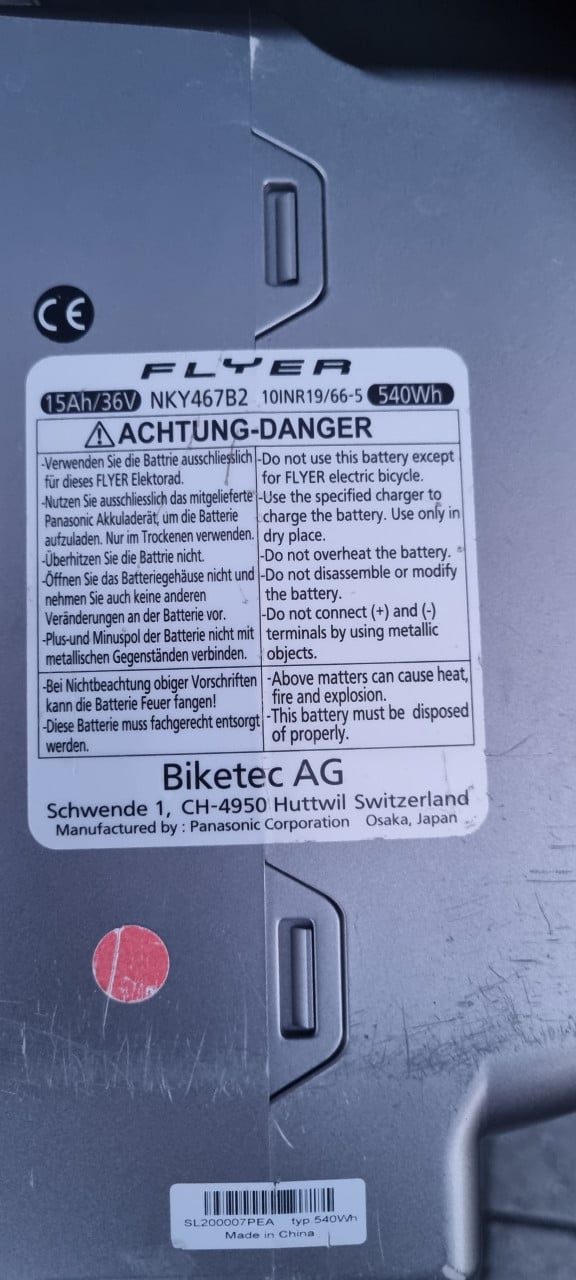 CE
FLYER
15Ah/36V NKY467B2 10INR19/66-5 540Wh
ACHTUNG-DANGER
-Verwenden Sie die Battrie ausschliesslich
für dieses FLYER Elektorad.
-Nutzen Sie ausschliesslich das mitgelieferte
Panasonic Akkuladerät, um die Batterie
aufzuladen. Nur im Trockenen verwenden.
-Überhitzen Sie die Battrie nicht.
-Öffnen Sie das Batteriegehäuse nicht und
nehmen Sie auch keine anderen
Veränderungen an der Batterie vor.
-Plus-und Minuspol der Batterie nicht mit
metallischen Gegenständen verbinden.
-Do not use this battery except
for FLYER electric bicycle.
-Use the specified charger to
charge the battery. Use only in
dry place.
-Do not overheat the battery.
-Do not disassemble or modify
the battery.
-Do not connect (+) and (-)
terminals by using metallic
objects.
-Bei Nichtbeachtung obiger Vorschriften
kann die Batterie Feuer fangen!
-Diese Batterie muss fachgerecht entsorgt
werden.
-Above matters can cause heat,
fire and explosion.
-This battery must be disposed
of properly.
Biketec AG
Schwende 1, CH-4950 Huttwil Switzerland
Manufactured by : Panasonic Corporation Osaka, Japan
SL200007PEA typ 540Wh
Made in China